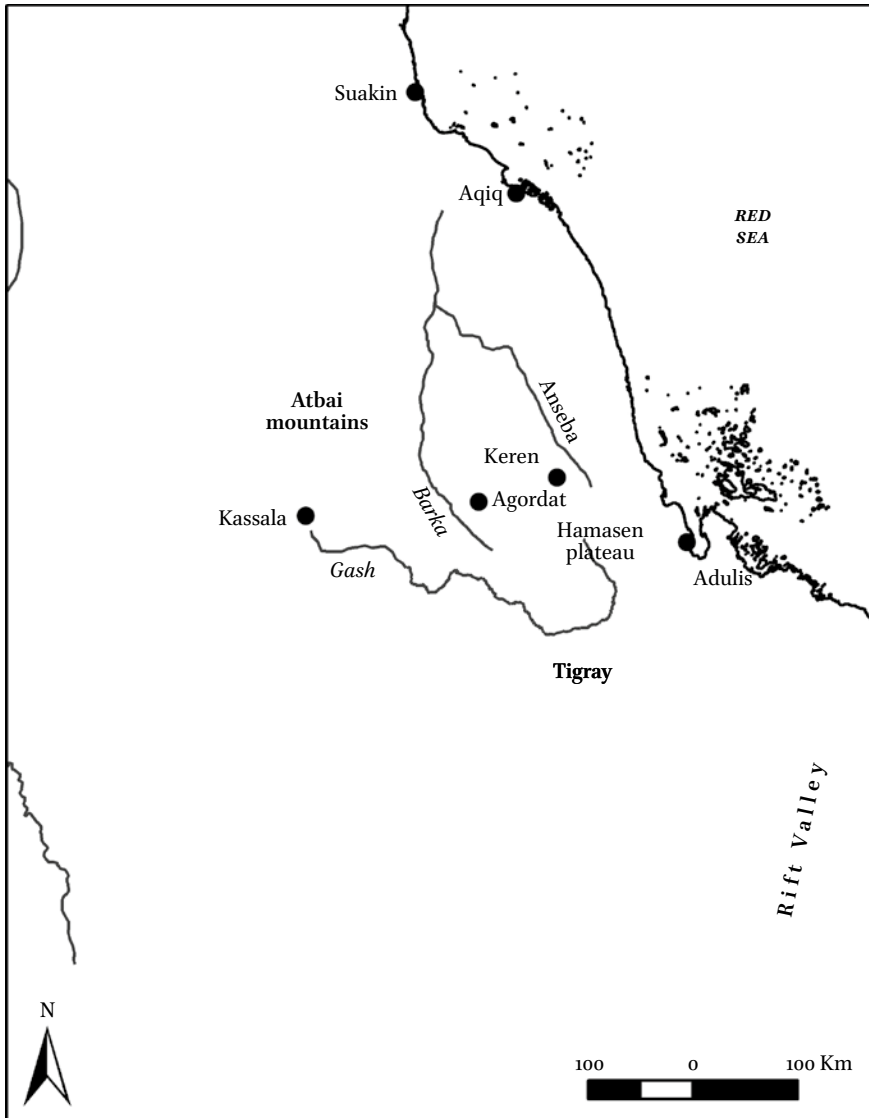 Suakin
Aqiq
RED
SEA
Atbai
mountains
Anseba
Keren
Agordat
Kassala
Barka
Hamasen
plateau
Gash
Adulis
Tigray
Rift Valley
N
100 0 100 Km